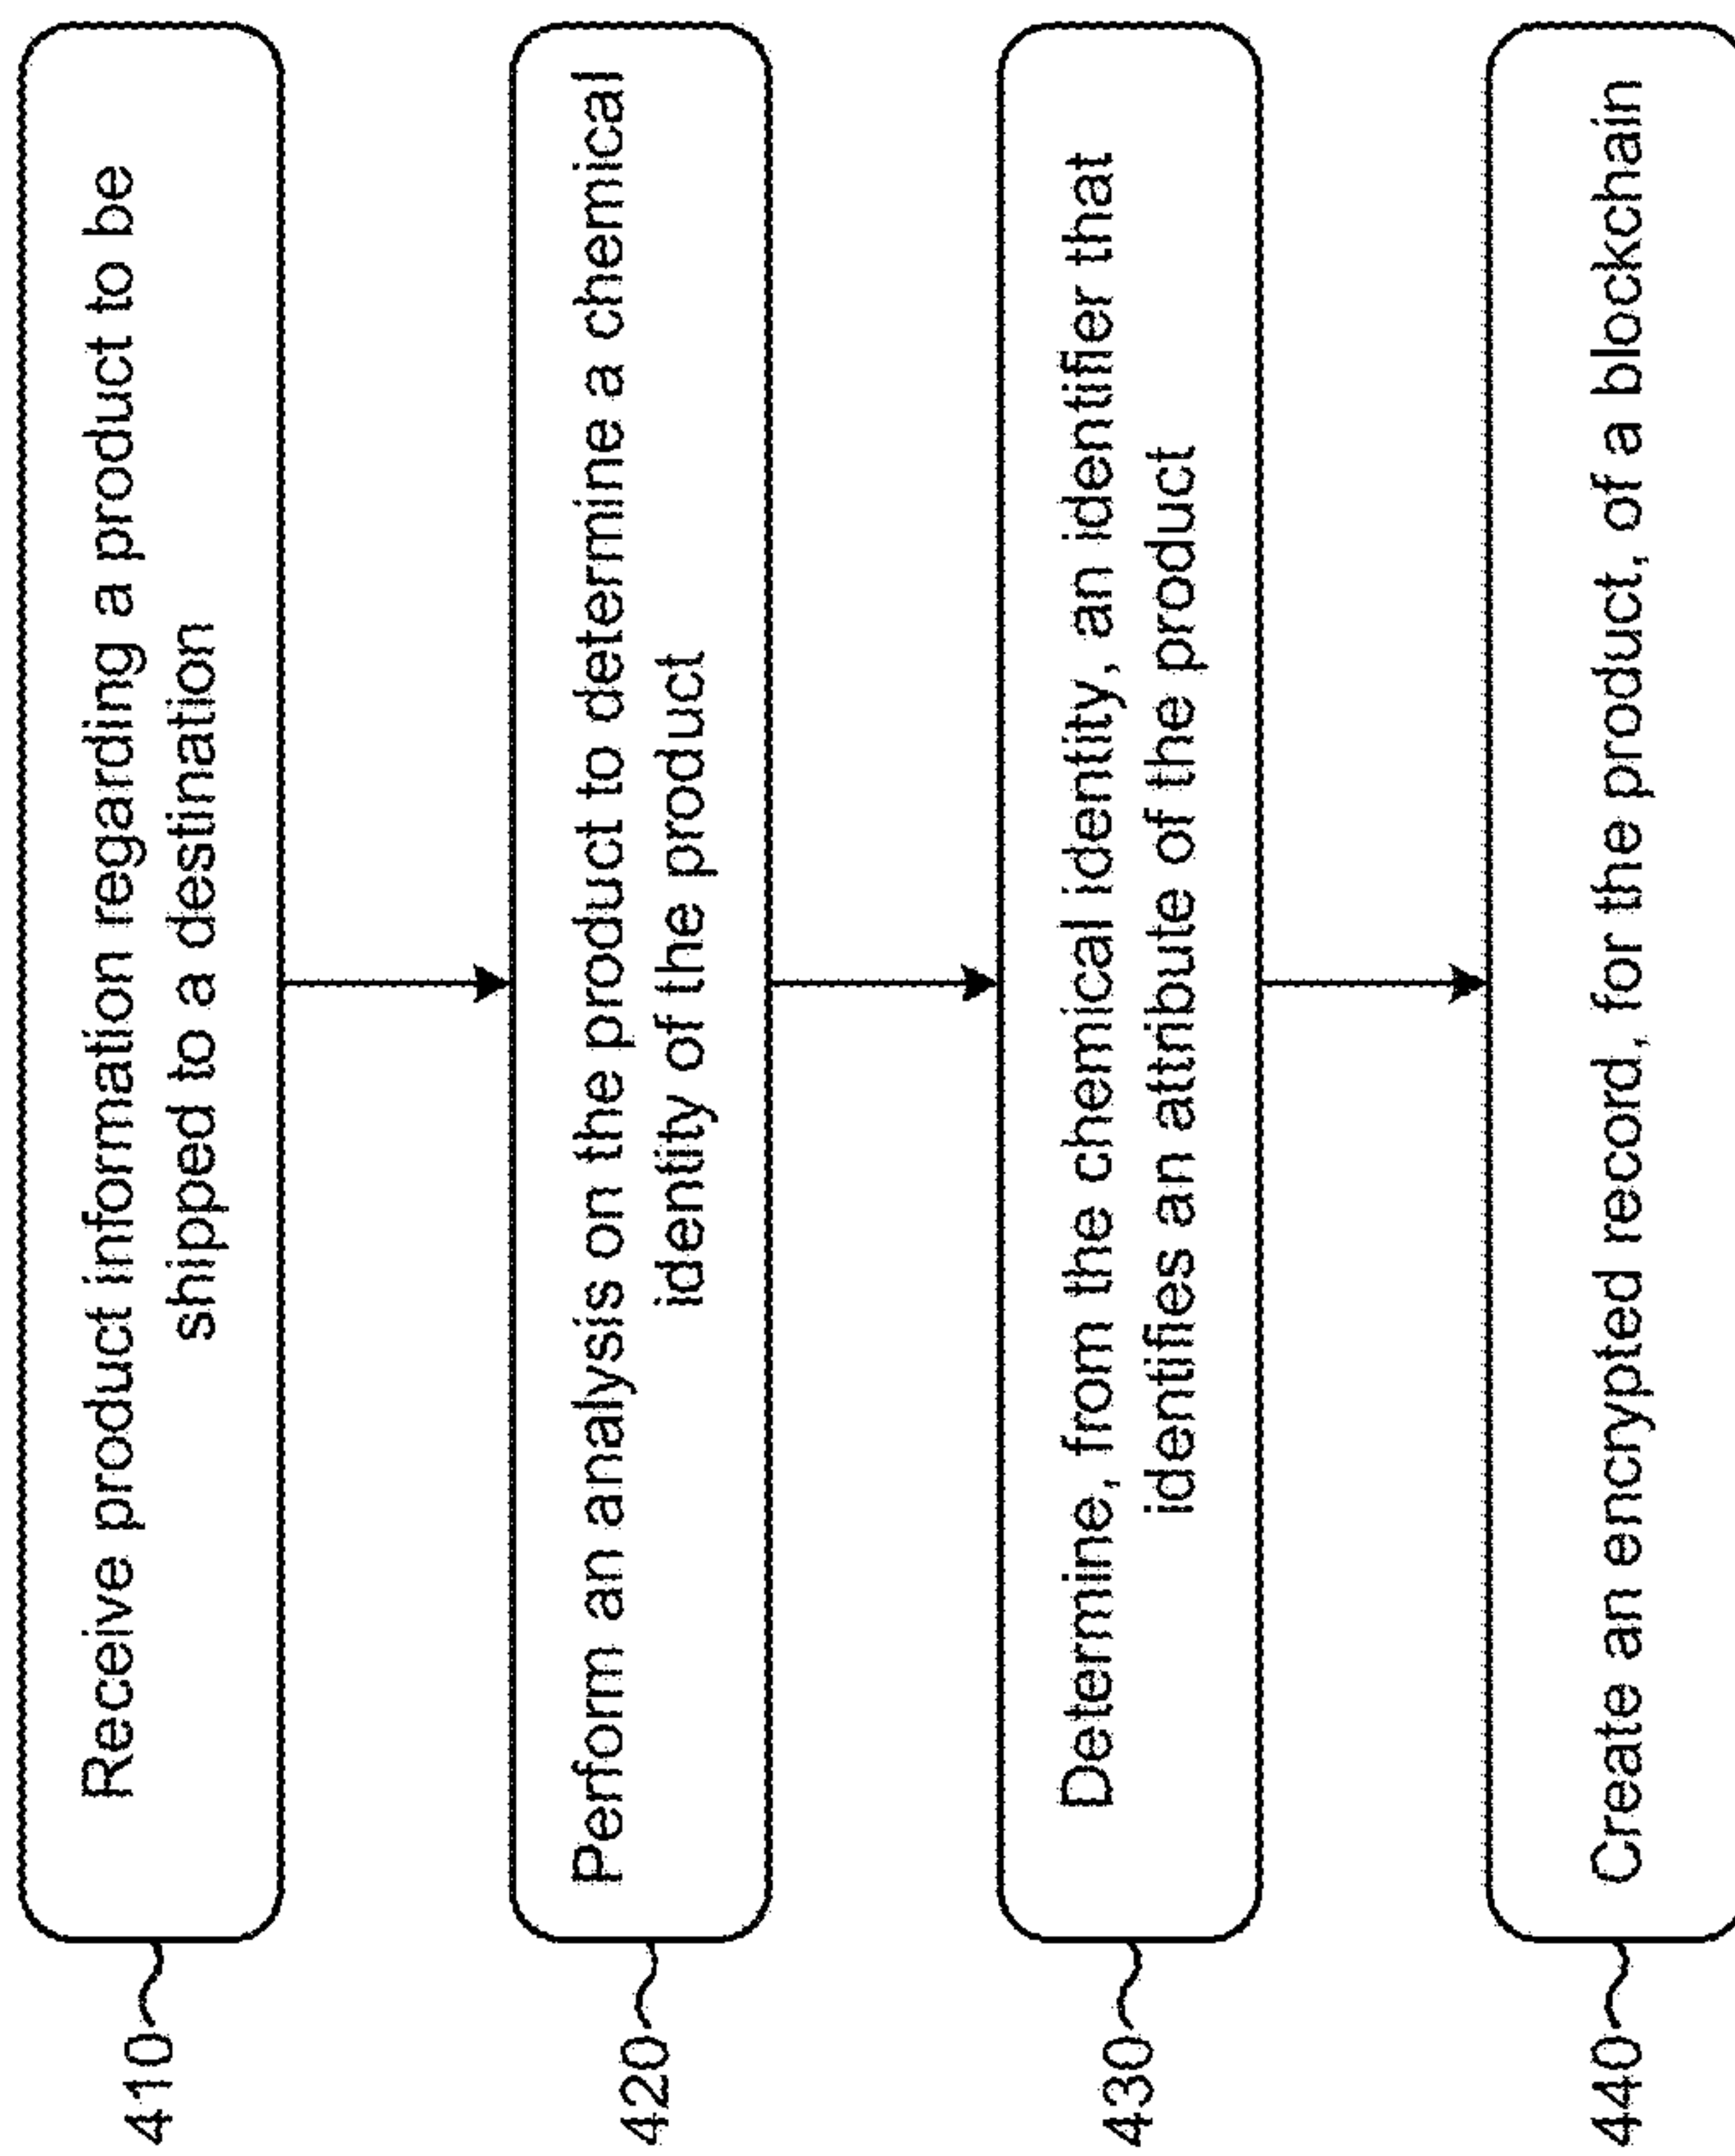 410
Receive product information regarding a product to be
shipped to a destination
420
Perform an analysis on the product to determine a chemical
identity of the product
430
Determine, from the chemical identity, an identifier that
identifies an attribute of the product
440
Create an encrypted record, for the product, of a blockchain